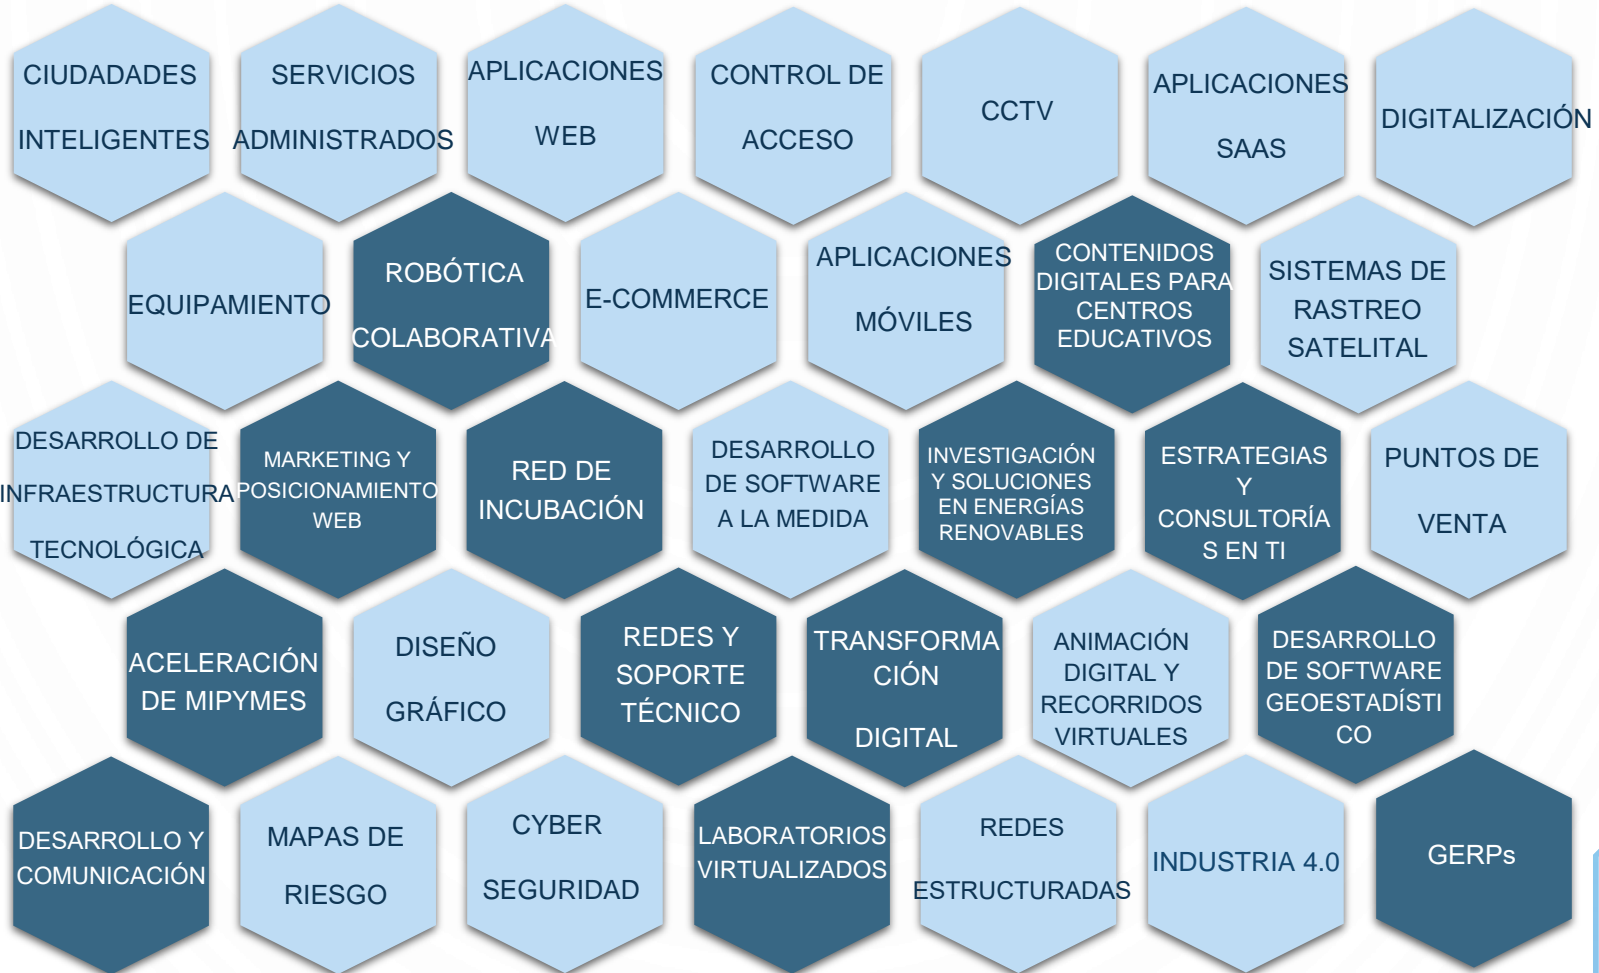 CIUDADADES
INTELIGENTES
SERVICIOS
ADMINISTRADOS
APLICACIONES
WEB
CONTROL DE
ACCESO
CCTV
APLICACIONES
SAAS
DIGITALIZACIÓN
EQUIPAMIENTO
ROBÓTICA
COLABORATIVA
E-COMMERCE
APLICACIONES
MÓVILES
CONTENIDOS
DIGITALES PARA
CENTROS
EDUCATIVOS
SISTEMAS DE
RASTREO
SATELITAL
DESARROLLO DE
INFRAESTRUCTURA
TECNOLÓGICA
MARKETING Y
POSICIONAMIENTO
WEB
RED DE
INCUBACIÓN
DESARROLLO
DE SOFTWARE
A LA MEDIDA
INVESTIGACIÓN
Y SOLUCIONES
EN ENERGÍAS
RENOVABLES
ESTRATEGIAS
Y
CONSULTORÍA
S EN TI
PUNTOS DE
VENTA
ACELERACIÓN
DE MIPYMES
DISEÑO
GRÁFICO
REDES Y
SOPORTE
TÉCNICO
TRANSFORMA
CIÓN
DIGITAL
ANIMACIÓN
DIGITAL Y
RECORRIDOS
VIRTUALES
DESARROLLO
DE SOFTWARE
GEOESTADÍSTI
CO
DESARROLLO Y
COMUNICACIÓN
MAPAS DE
RIESGO
CYBER
SEGURIDAD
LABORATORIOS
VIRTUALIZADOS
REDES
ESTRUCTURADAS
INDUSTRIA 4.0
GERPs